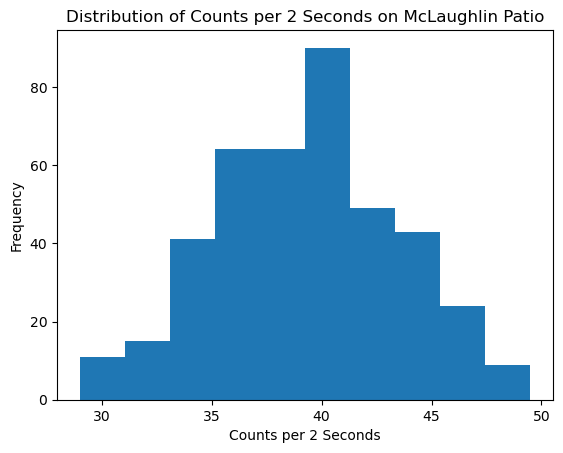 Distribution of Counts per 2 Seconds on McLaughlin Patio
80
60
40
20
0
Frequency
30 35 40 45 50
Counts per 2 Seconds